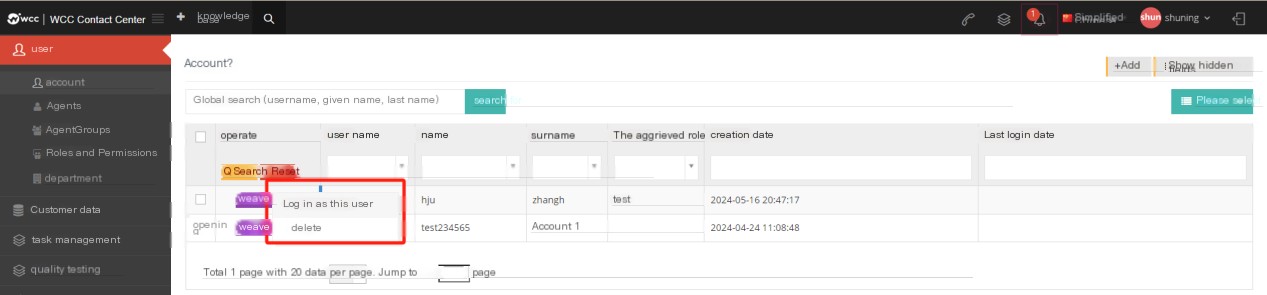 wcc | WCC Contact Center
knowledge base
1
Simplified
shun shuning
user
account
Agents
AgentGroups
Roles and Permissions
department
Customer data
task management
quality testing
Account?
+Add
Show hidden fields
Global search (username, given name, last name)
search
Please sele
operate user name name surname The aggrieved role creation date Last login date
Q Search Reset
weave hju zhangh test 2024-05-16 20:47:17
Log in as this user
openin weave test234565 Account 1 2024-04-24 11:08:48
delete
Total 1 page with 20 data per page. Jump to page